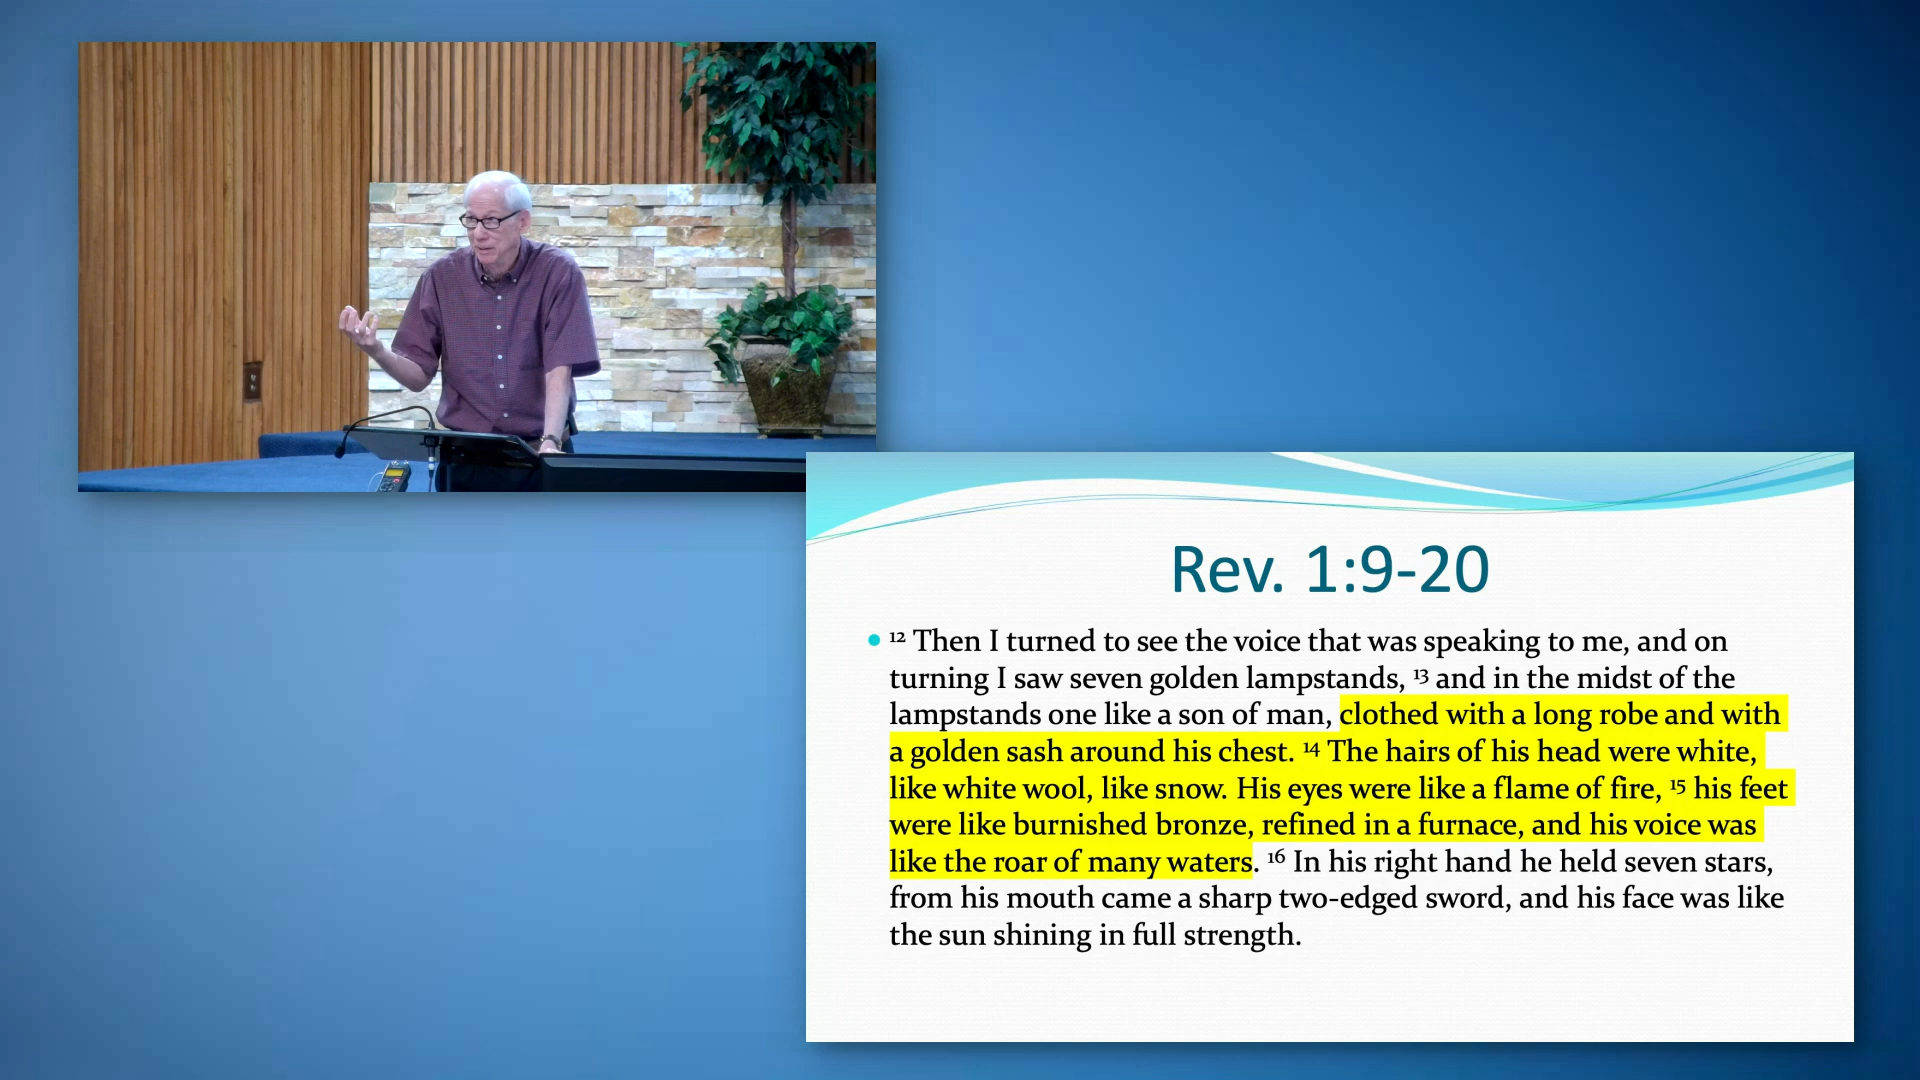 Rev. 1:9-20
• ¹² Then I turned to see the voice that was speaking to me, and on
turning I saw seven golden lampstands, ¹³ and in the midst of the
lampstands one like a son of man, clothed with a long robe and with
a golden sash around his chest. ¹⁴ The hairs of his head were white,
like white wool, like snow. His eyes were like a flame of fire, ¹⁵ his feet
were like burnished bronze, refined in a furnace, and his voice was
like the roar of many waters. ¹⁶ In his right hand he held seven stars,
from his mouth came a sharp two-edged sword, and his face was like
the sun shining in full strength.